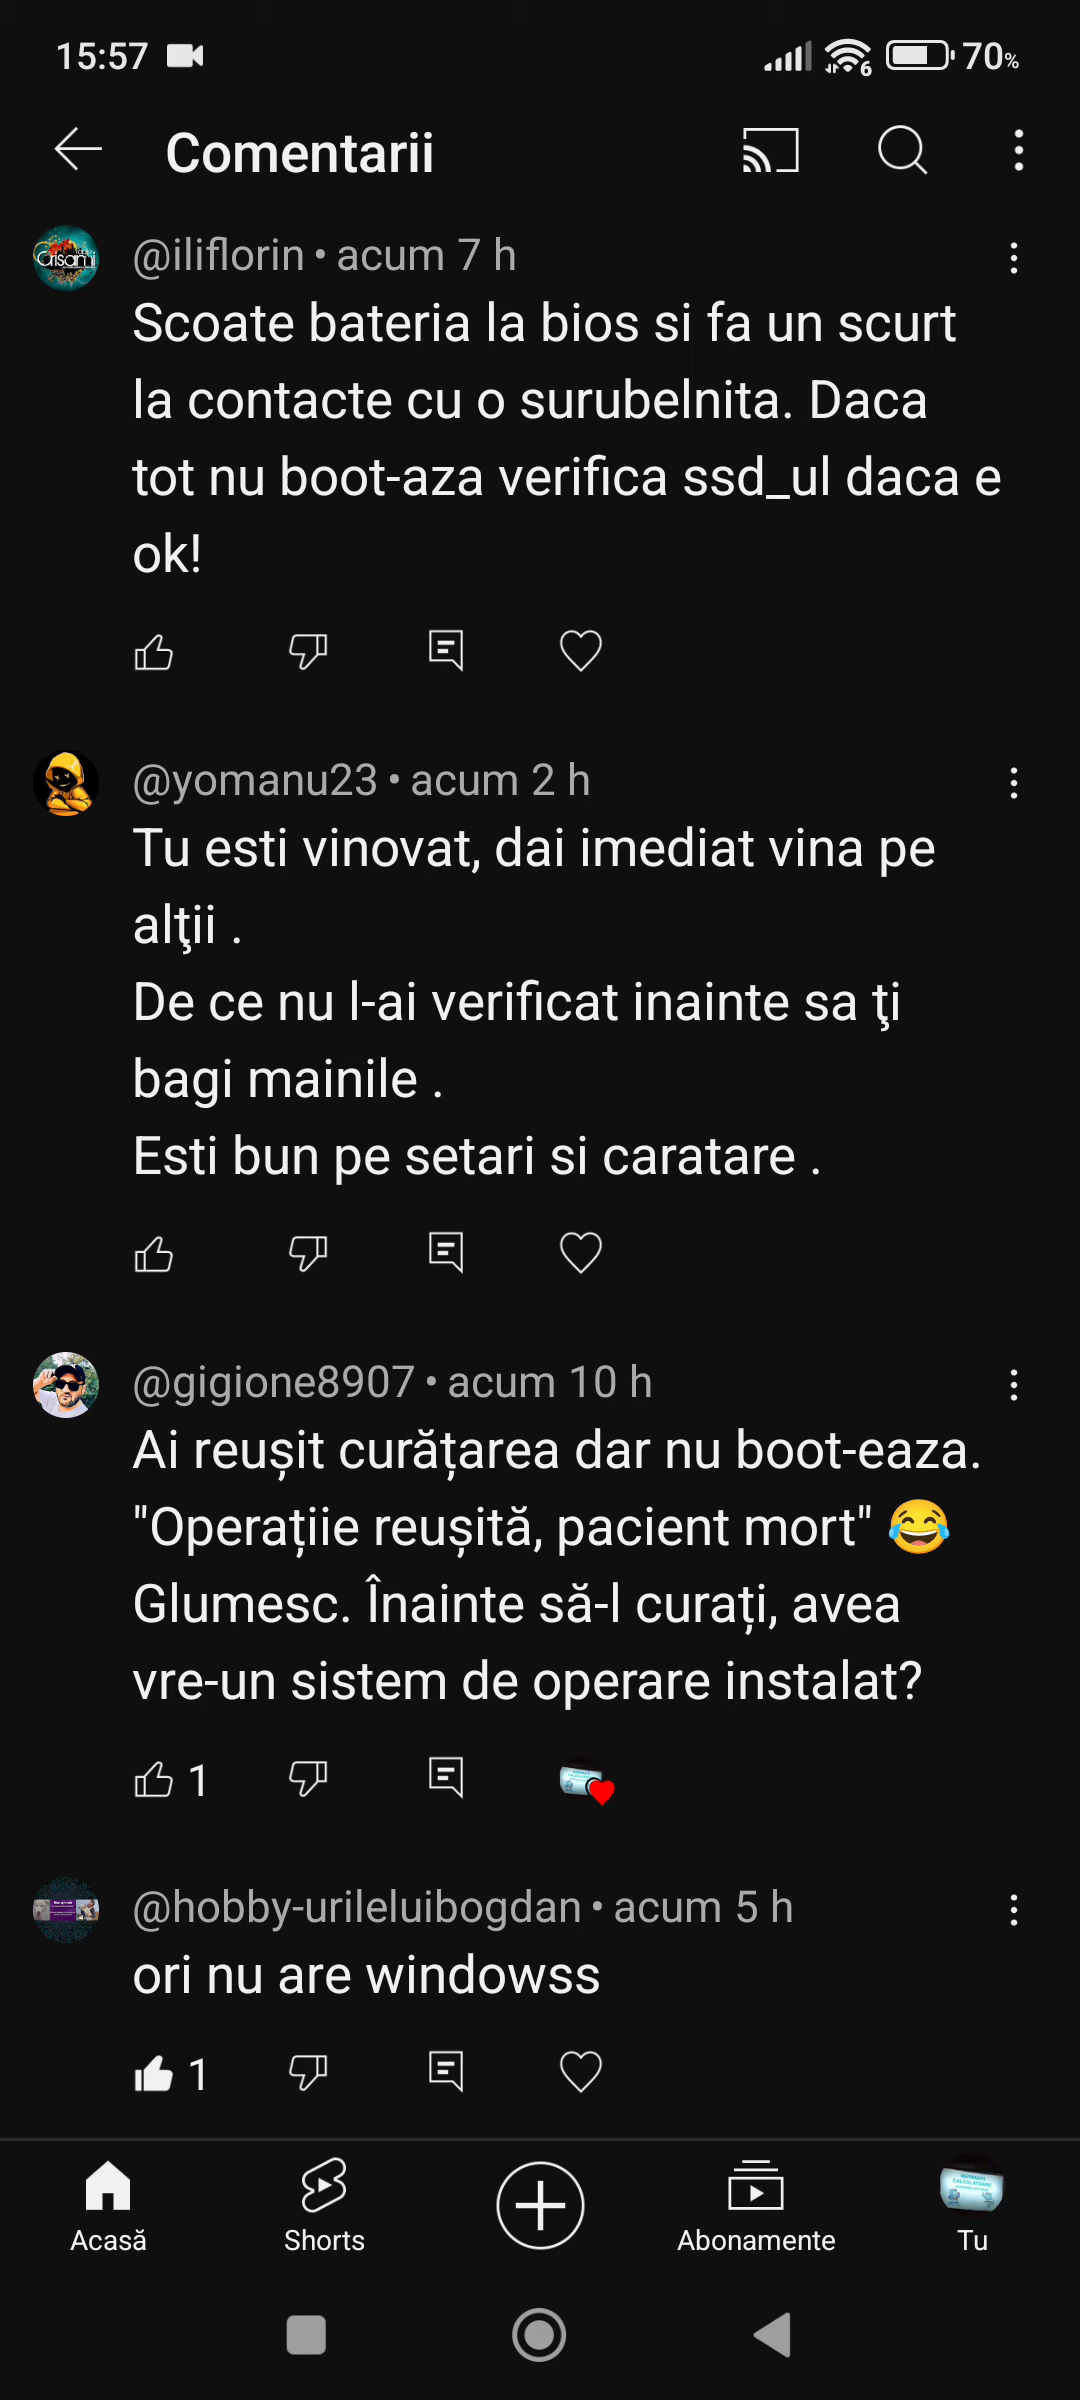 15:57
6
70%
Comentarii
@iliflorin • acum 7 h
Scoate bateria la bios si fa un scurt
la contacte cu o surubelnita. Daca
tot nu boot-aza verifica ssd_ul daca e
ok!
@yomanu23 • acum 2 h
Tu esti vinovat, dai imediat vina pe
alţii .
De ce nu l-ai verificat inainte sa ţi
bagi mainile .
Esti bun pe setari si caratare .
@gigione8907 • acum 10 h
Ai reușit curățarea dar nu boot-eaza.
"Operațiie reușită, pacient mort" 😂
Glumesc. Înainte să-l curați, avea
vre-un sistem de operare instalat?
1
@hobby-urileluibogdan • acum 5 h
ori nu are windowss
1
Acasă
Shorts
Abonamente
Tu